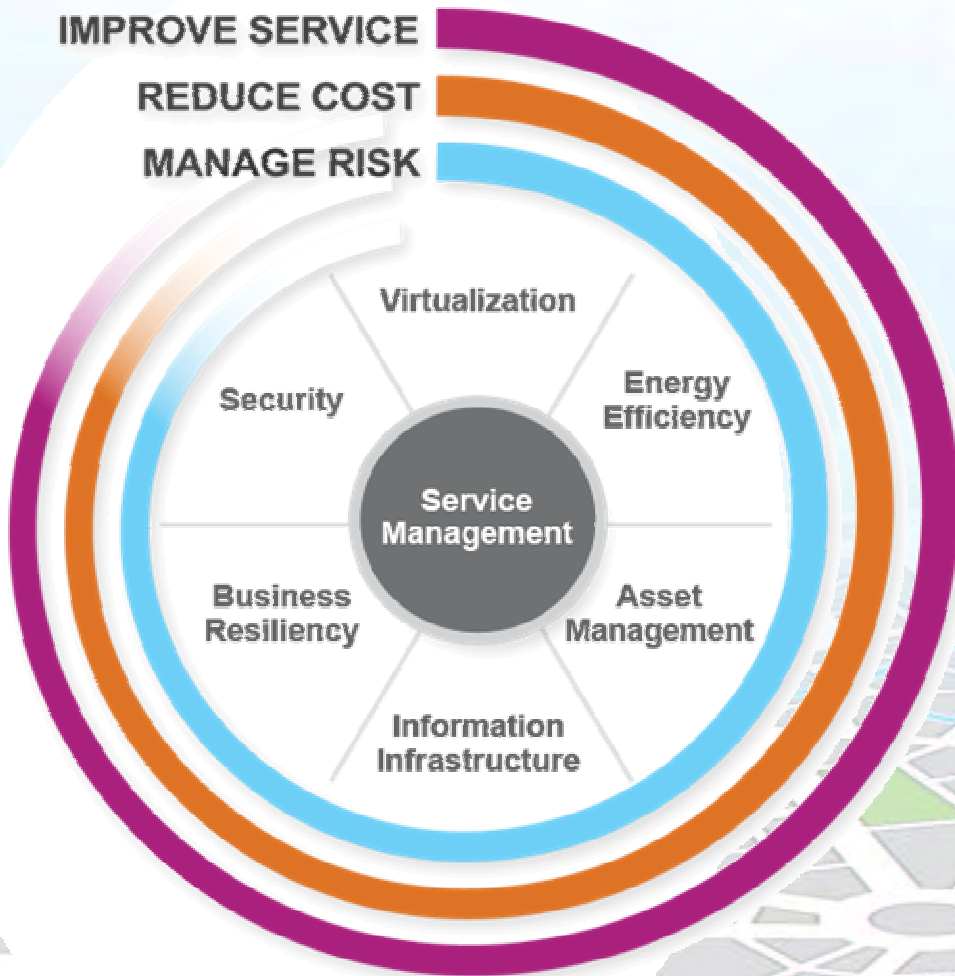 IMPROVE SERVICE
REDUCE COST
MANAGE RISK
Virtualization
Energy
Efficiency
Security
Service
Management
Business
Resiliency
Asset
Management
Information
Infrastructure